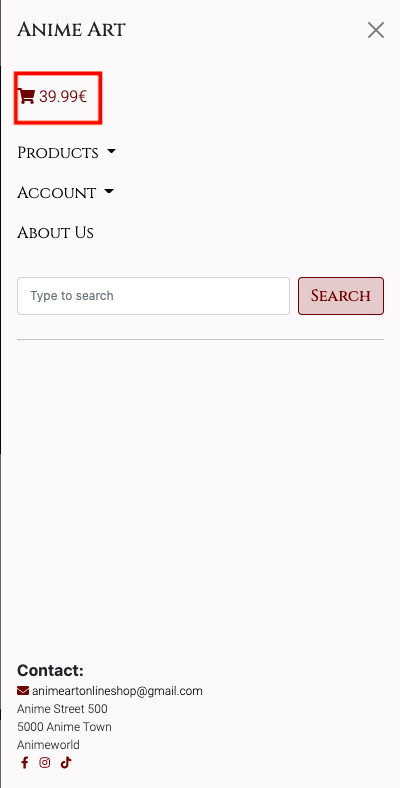 Anime Art
39.99€
Products
Account
About Us
Type to search
Search
Contact:
animeartonlineshop@gmail.com
Anime Street 500
5000 Anime Town
Animeworld